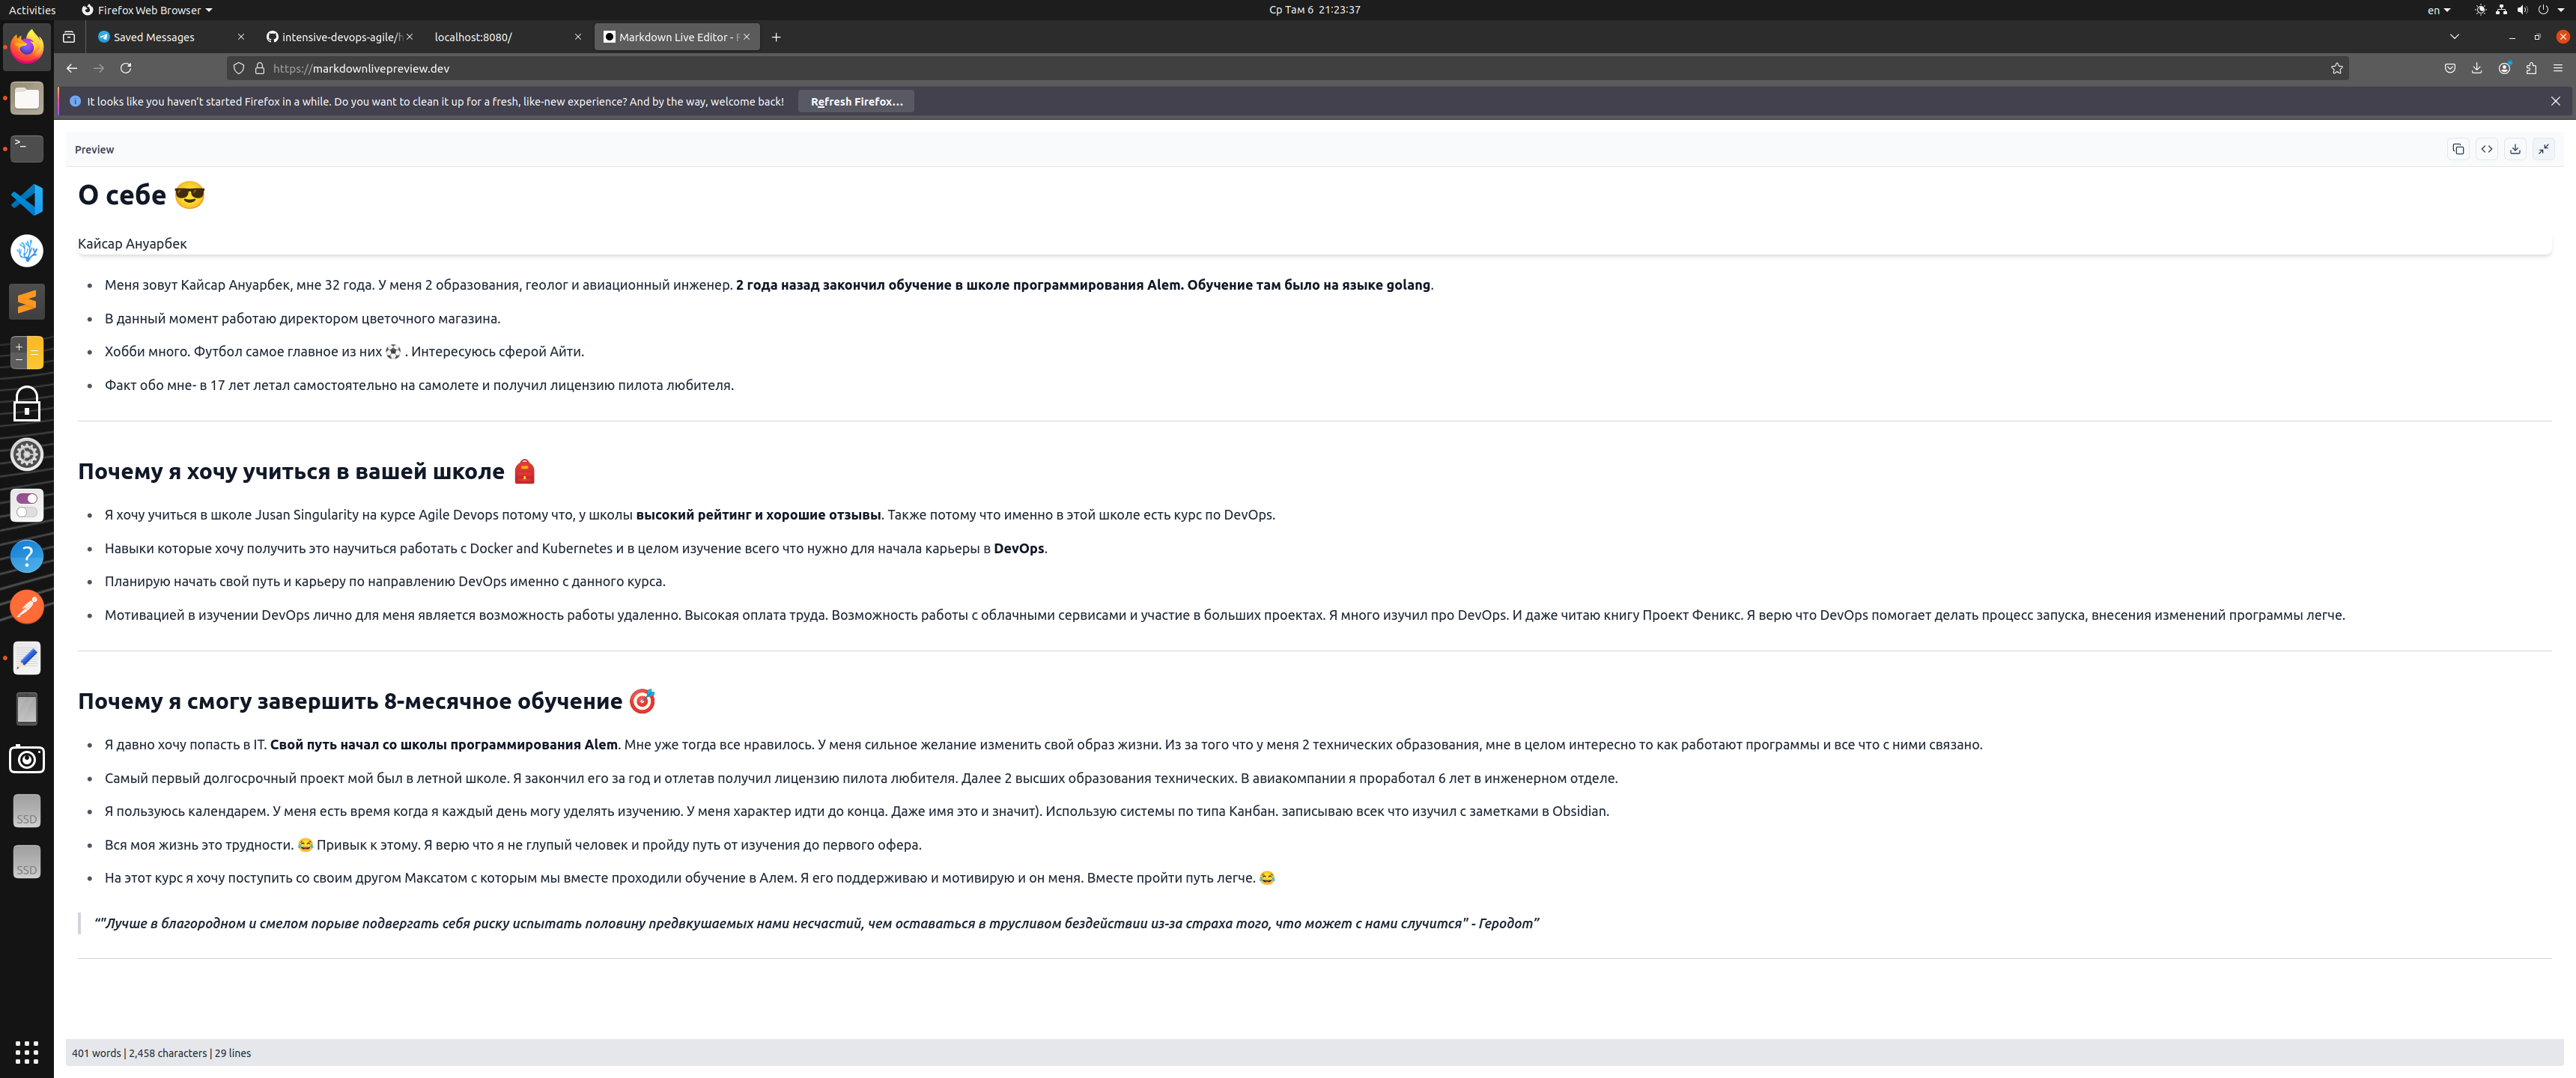 Activities
Firefox Web Browser
Ср Там 6 21:23:37
en
Saved Messages
intensive-devops-agile/h
localhost:8080/
Markdown Live Editor - F
https://markdownlivepreview.dev
It looks like you haven't started Firefox in a while. Do you want to clean it up for a fresh, like-new experience? And by the way, welcome back!
Refresh Firefox...
Preview
О себе 😎
Кайсар Ануарбек
• Меня зовут Кайсар Ануарбек, мне 32 года. У меня 2 образования, геолог и авиационный инженер. 2 года назад закончил обучение в школе программирования Alem. Обучение там было на языке golang.
• В данный момент работаю директором цветочного магазина.
• Хобби много. Футбол самое главное из них ⚽ . Интересуюсь сферой Айти.
• Факт обо мне- в 17 лет летал самостоятельно на самолете и получил лицензию пилота любителя.
Почему я хочу учиться в вашей школе 🎒
• Я хочу учиться в школе Jusan Singularity на курсе Agile Devops потому что, у школы высокий рейтинг и хорошие отзывы. Также потому что именно в этой школе есть курс по DevOps.
• Навыки которые хочу получить это научиться работать с Docker and Kubernetes и в целом изучение всего что нужно для начала карьеры в DevOps.
• Планирую начать свой путь и карьеру по направлению DevOps именно с данного курса.
• Мотивацией в изучении DevOps лично для меня является возможность работы удаленно. Высокая оплата труда. Возможность работы с облачными сервисами и участие в больших проектах. Я много изучил про DevOps. И даже читаю книгу Проект Феникс. Я верю что DevOps помогает делать процесс запуска, внесения изменений программы легче.
Почему я смогу завершить 8-месячное обучение 🎯
• Я давно хочу попасть в IT. Свой путь начал со школы программирования Alem. Мне уже тогда все нравилось. У меня сильное желание изменить свой образ жизни. Из за того что у меня 2 технических образования, мне в целом интересно то как работают программы и все что с ними связано.
• Самый первый долгосрочный проект мой был в летной школе. Я закончил его за год и отлетав получил лицензию пилота любителя. Далее 2 высших образования технических. В авиакомпании я проработал 6 лет в инженерном отделе.
• Я пользуюсь календарем. У меня есть время когда я каждый день могу уделять изучению. У меня характер идти до конца. Даже имя это и значит). Использую системы по типа Канбан. записываю всек что изучил с заметками в Obsidian.
• Вся моя жизнь это трудности. 😂 Привык к этому. Я верю что я не глупый человек и пройду путь от изучения до первого офера.
• На этот курс я хочу поступить со своим другом Максатом с которым мы вместе проходили обучение в Алем. Я его поддерживаю и мотивирую и он меня. Вместе пройти путь легче. 😂
“"Лучше в благородном и смелом порыве подвергать себя риску испытать половину предвкушаемых нами несчастий, чем оставаться в трусливом бездействии из-за страха того, что может с нами случится" - Геродот”
SSD
SSD
401 words | 2,458 characters | 29 lines